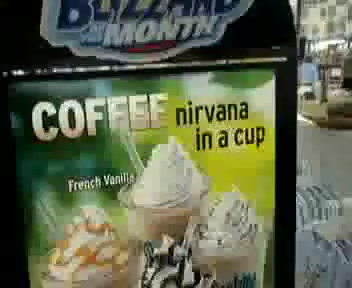 BLIZZARD
OF THE
MONTH
COFFEE nirvana
in a cup
French Vanilla